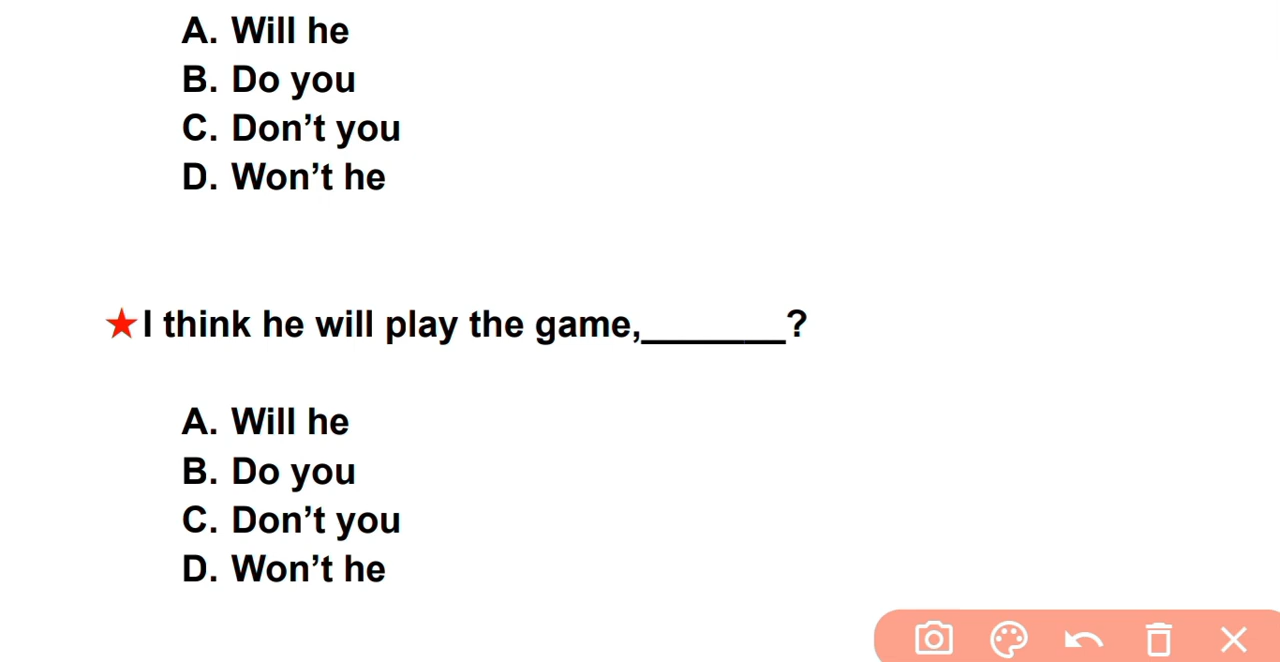 A. Will he
B. Do you
C. Don’t you
D. Won’t he
★I think he will play the game,_______?
A. Will he
B. Do you
C. Don’t you
D. Won’t he